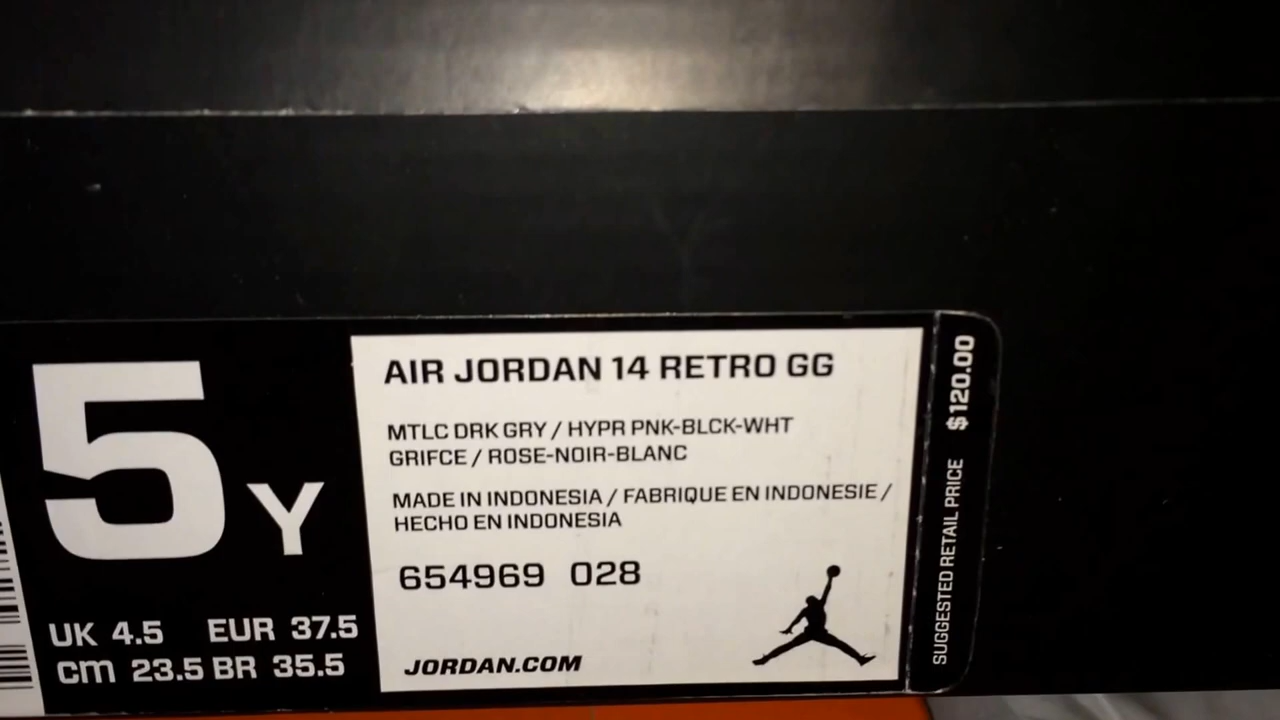 5 Y
UK 4.5 EUR 37.5
cm 23.5 BR 35.5
AIR JORDAN 14 RETRO GG
MTLC DRK GRY / HYPR PNK-BLCK-WHT
GRIFCE / ROSE-NOIR-BLANC
MADE IN INDONESIA / FABRIQUE EN INDONESIE /
HECHO EN INDONESIA
654969 028
JORDAN.COM
SUGGESTED RETAIL PRICE $120.00